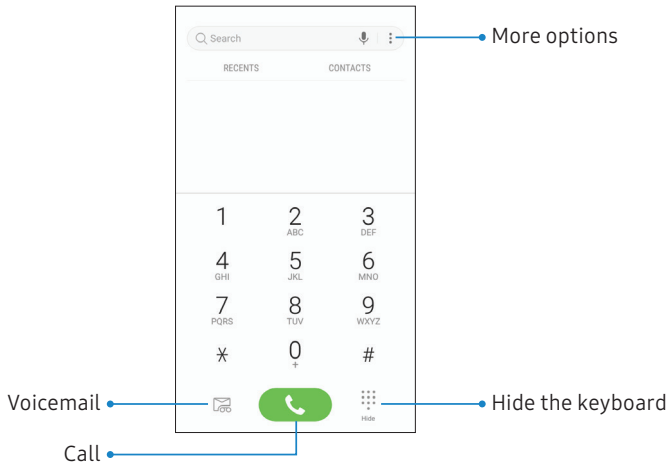 Search
More options
RECENTS CONTACTS
1 2 3
ABC DEF
4 5 6
GHI JKL MNO
7 8 9
PQRS TUV WXYZ
* 0 #
+
Voicemail
Hide
Hide the keyboard
Call